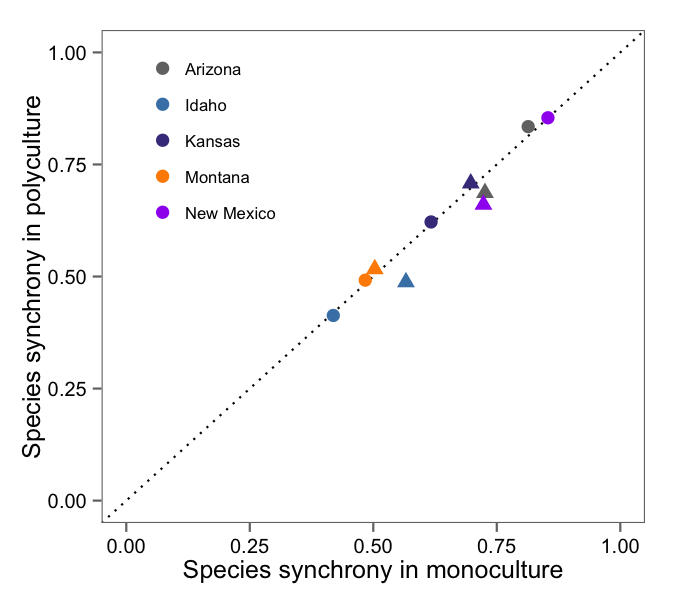 Species synchrony in polyculture
1.00
0.75
0.50
0.25
0.00
Arizona
Idaho
Kansas
Montana
New Mexico
0.00 0.25 0.50 0.75 1.00
Species synchrony in monoculture